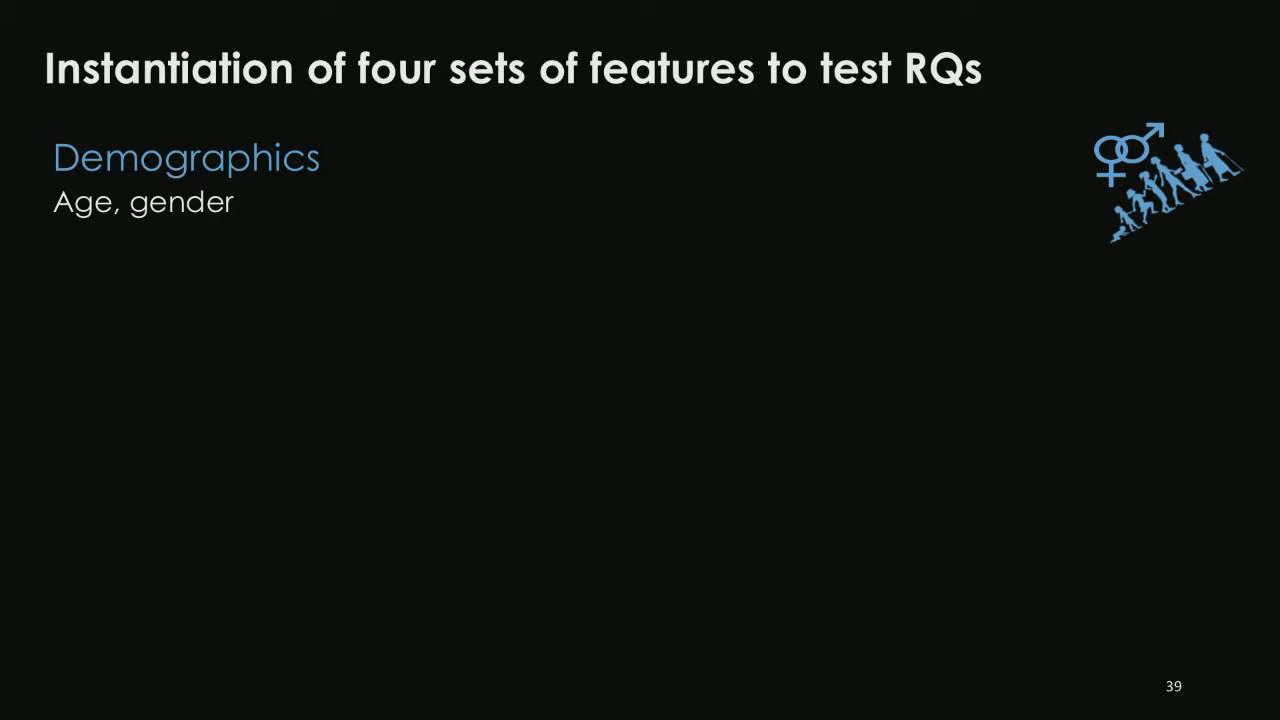 Instantiation of four sets of features to test RQs
Demographics
Age, gender
39